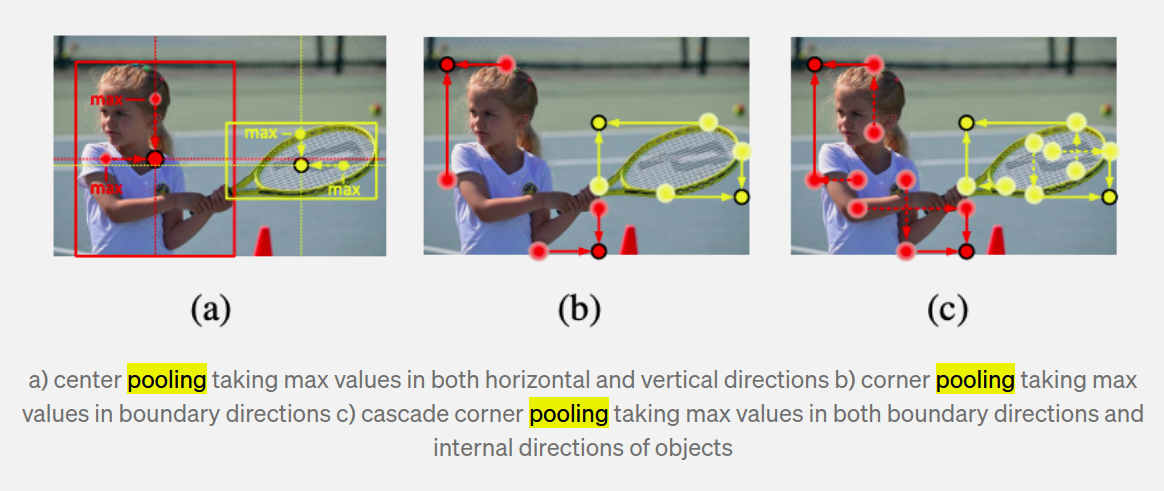 max
max
max
max
(a)
(b)
(c)
a) center pooling taking max values in both horizontal and vertical directions b) corner pooling taking max
values in boundary directions c) cascade corner pooling taking max values in both boundary directions and
internal directions of objects